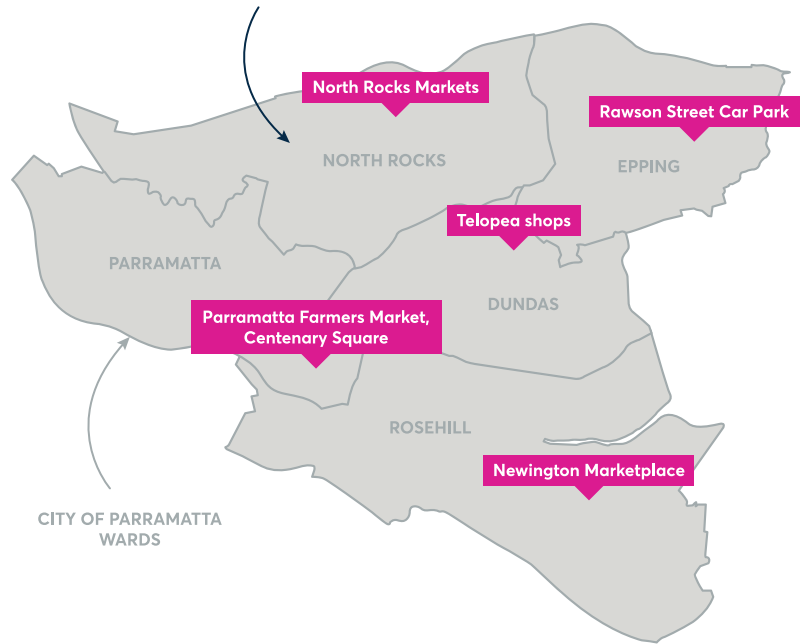 North Rocks Markets
Rawson Street Car Park
NORTH ROCKS
EPPING
Telopea shops
PARRAMATTA
DUNDAS
Parramatta Farmers Market,
Centenary Square
ROSEHILL
Newington Marketplace
CITY OF PARRAMATTA
WARDS